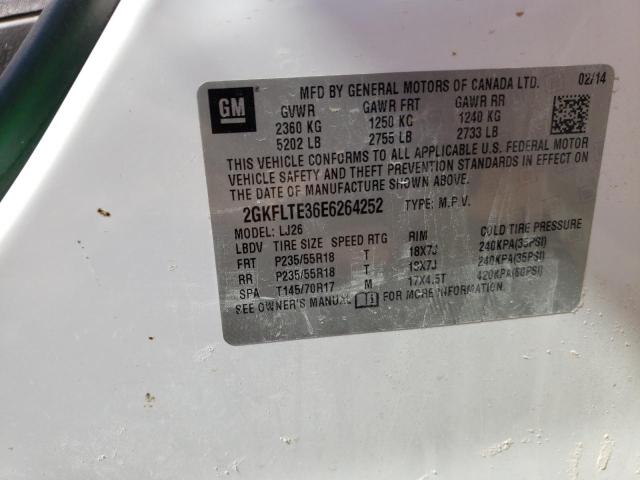 GM
MFD BY GENERAL MOTORS OF CANADA LTD. 02/14
GVWR GAWR FRT GAWR RR
2360 KG 1250 KG 1240 KG
5202 LB 2755 LB 2733 LB
THIS VEHICLE CONFORMS TO ALL APPLICABLE U.S. FEDERAL MOTOR
VEHICLE SAFETY AND THEFT PREVENTION STANDARDS IN EFFECT ON
THE DATE OF MANUFACTURE SHOWN ABOVE.
2GKFLTE36E6264252 TYPE: M.P.V.
MODEL: LJ26
LBDV TIRE SIZE SPEED RTG RIM COLD TIRE PRESSURE
FRT P235/55R18 T 18X7J 240KPA(35PSI)
RR P235/55R18 T 18X7J 240KPA(35PSI)
SPA T145/70R17 M 17X4.5T 420KPA(60PSI)
SEE OWNER'S MANUAL FOR MORE INFORMATION.